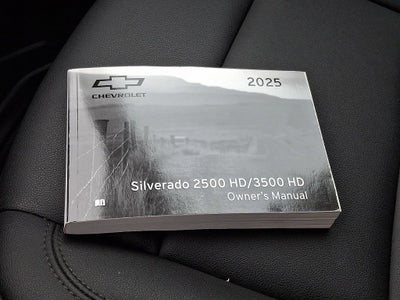 2025
CHEVROLET
Silverado 2500 HD/3500 HD
Owner's Manual